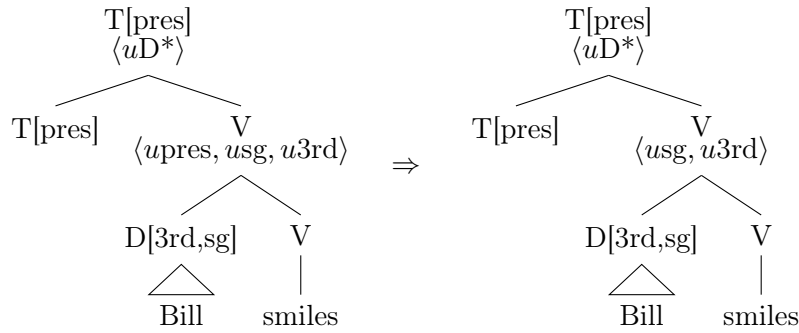 T[pres]
⟨uD*⟩
T[pres]
V
⟨upres, usg, u3rd⟩
D[3rd,sg]
V
Bill
smiles
⇒
T[pres]
⟨uD*⟩
T[pres]
V
⟨usg, u3rd⟩
D[3rd,sg]
V
Bill
smiles